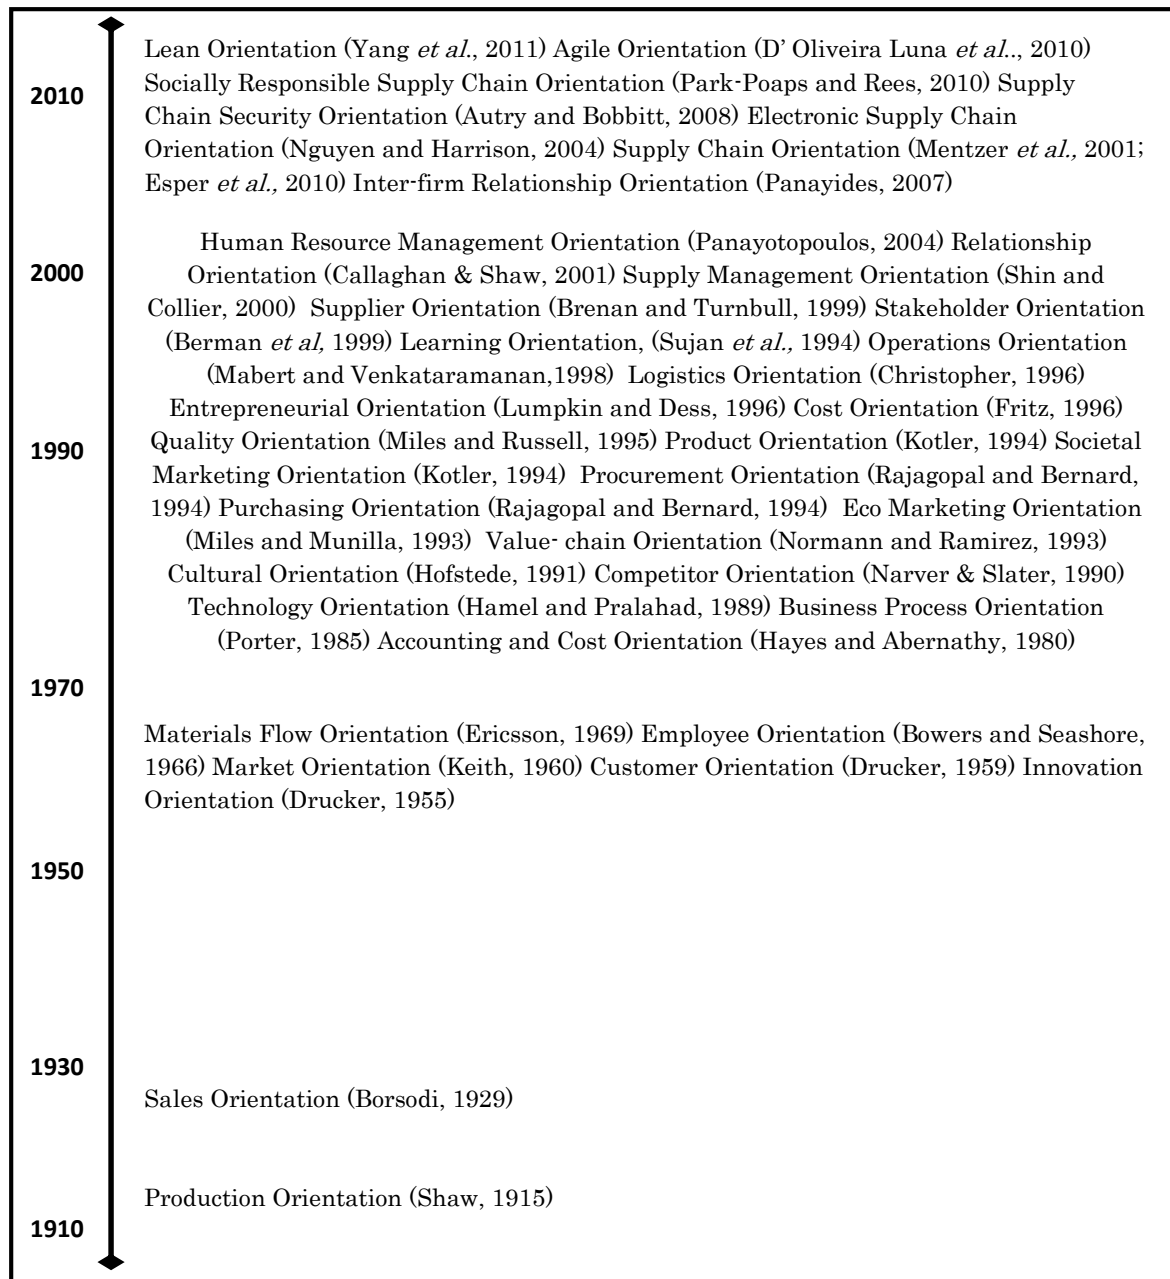 Lean Orientation (Yang et al., 2011) Agile Orientation (D' Oliveira Luna et al.., 2010)
2010
Socially Responsible Supply Chain Orientation (Park-Poaps and Rees, 2010) Supply
Chain Security Orientation (Autry and Bobbitt, 2008) Electronic Supply Chain
Orientation (Nguyen and Harrison, 2004) Supply Chain Orientation (Mentzer et al., 2001;
Esper et al., 2010) Inter-firm Relationship Orientation (Panayides, 2007)
Human Resource Management Orientation (Panayotopoulos, 2004) Relationship
2000
Orientation (Callaghan & Shaw, 2001) Supply Management Orientation (Shin and
Collier, 2000) Supplier Orientation (Brenan and Turnbull, 1999) Stakeholder Orientation
(Berman et al, 1999) Learning Orientation, (Sujan et al., 1994) Operations Orientation
(Mabert and Venkataramanan,1998) Logistics Orientation (Christopher, 1996)
Entrepreneurial Orientation (Lumpkin and Dess, 1996) Cost Orientation (Fritz, 1996)
1990
Quality Orientation (Miles and Russell, 1995) Product Orientation (Kotler, 1994) Societal
Marketing Orientation (Kotler, 1994) Procurement Orientation (Rajagopal and Bernard,
1994) Purchasing Orientation (Rajagopal and Bernard, 1994) Eco Marketing Orientation
(Miles and Munilla, 1993) Value- chain Orientation (Normann and Ramirez, 1993)
Cultural Orientation (Hofstede, 1991) Competitor Orientation (Narver & Slater, 1990)
Technology Orientation (Hamel and Pralahad, 1989) Business Process Orientation
(Porter, 1985) Accounting and Cost Orientation (Hayes and Abernathy, 1980)
1970
Materials Flow Orientation (Ericsson, 1969) Employee Orientation (Bowers and Seashore,
1966) Market Orientation (Keith, 1960) Customer Orientation (Drucker, 1959) Innovation
Orientation (Drucker, 1955)
1950
1930
Sales Orientation (Borsodi, 1929)
Production Orientation (Shaw, 1915)
1910